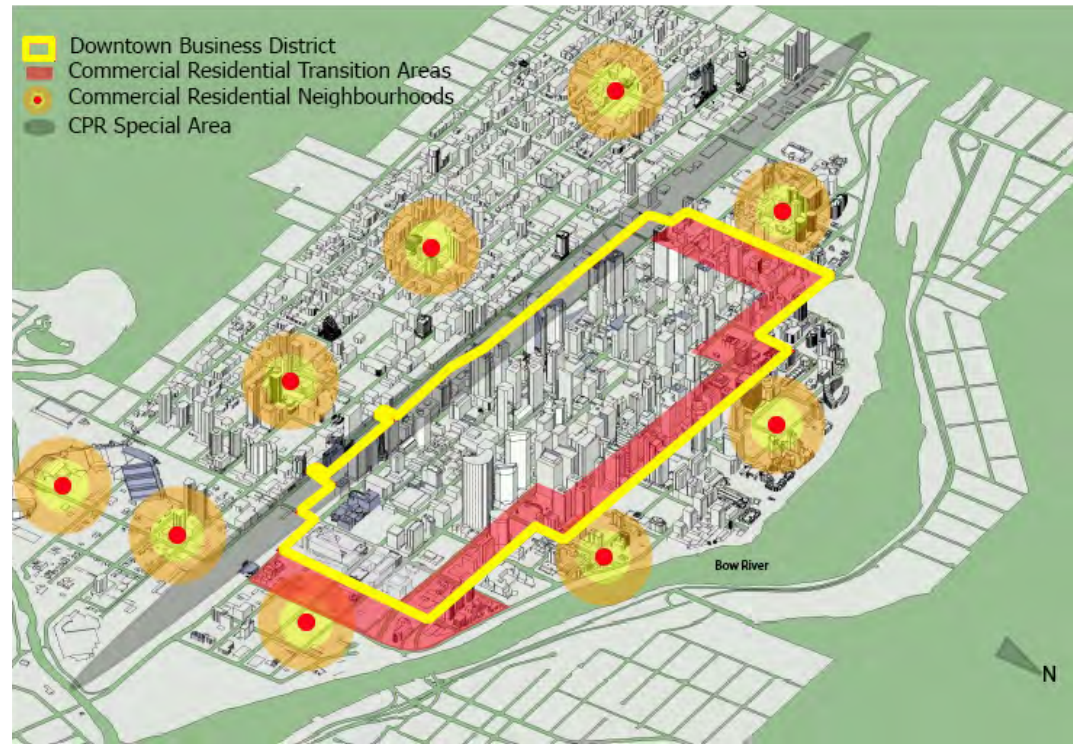 Downtown Business District
Commercial Residential Transition Areas
Commercial Residential Neighbourhoods
CPR Special Area
Bow River
N